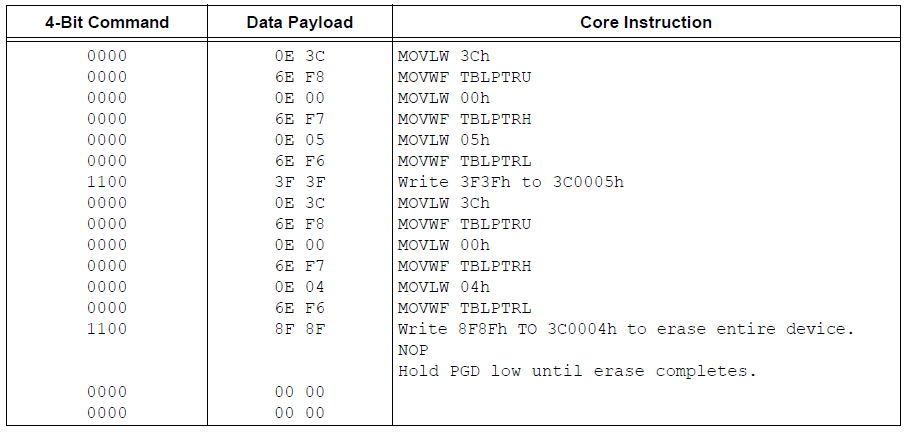 4-Bit Command Data Payload Core Instruction
0000 0E 3C MOVLW 3Ch
0000 6E F8 MOVWF TBLPTRU
0000 0E 00 MOVLW 00h
0000 6E F7 MOVWF TBLPTRH
0000 0E 05 MOVLW 05h
0000 6E F6 MOVWF TBLPTRL
1100 3F 3F Write 3F3Fh to 3C0005h
0000 0E 3C MOVLW 3Ch
0000 6E F8 MOVWF TBLPTRU
0000 0E 00 MOVLW 00h
0000 6E F7 MOVWF TBLPTRH
0000 0E 04 MOVLW 04h
0000 6E F6 MOVWF TBLPTRL
1100 8F 8F Write 8F8Fh TO 3C0004h to erase entire device.
NOP
Hold PGD low until erase completes.
0000 00 00
0000 00 00